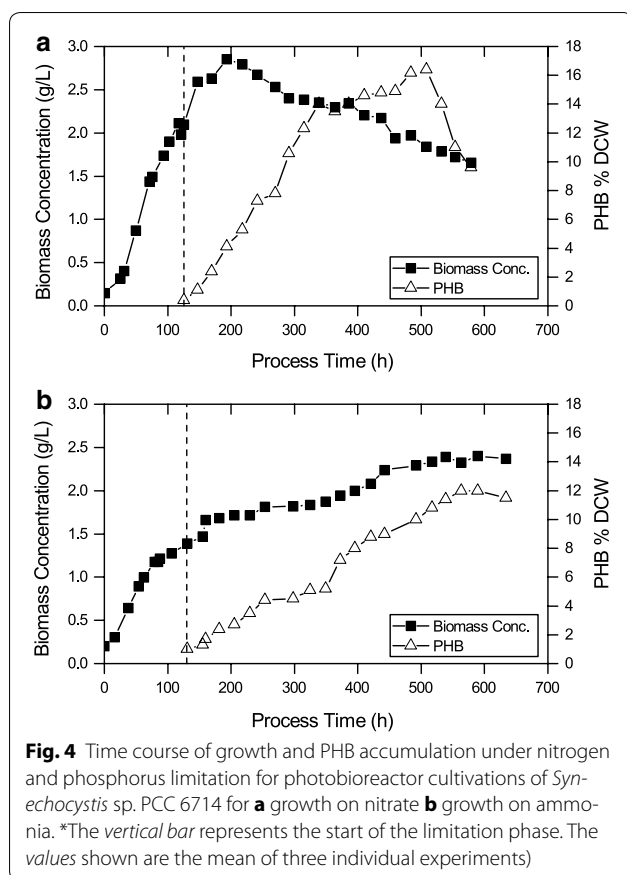 a
3.0
2.5
2.0
1.5
1.0
0.5
0.0
Biomass Concentration (g/L)
18
16
14
12
10
8
6
4
2
0
PHB % DCW
Biomass Conc.
PHB
0 100 200 300 400 500 600 700
Process Time (h)
b
3.0
2.5
2.0
1.5
1.0
0.5
0.0
Biomass Concentration (g/L)
18
16
14
12
10
8
6
4
2
0
PHB % DCW
Biomass Conc.
PHB
0 100 200 300 400 500 600 700
Process Time (h)
Fig. 4 Time course of growth and PHB accumulation under nitrogen
and phosphorus limitation for photobioreactor cultivations of Syn-
echocystis sp. PCC 6714 for a growth on nitrate b growth on ammo-
nia. *The vertical bar represents the start of the limitation phase. The
values shown are the mean of three individual experiments)